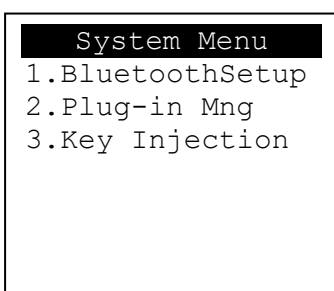 System Menu
1.BluetoothSetup
2.Plug-in Mng
3.Key Injection